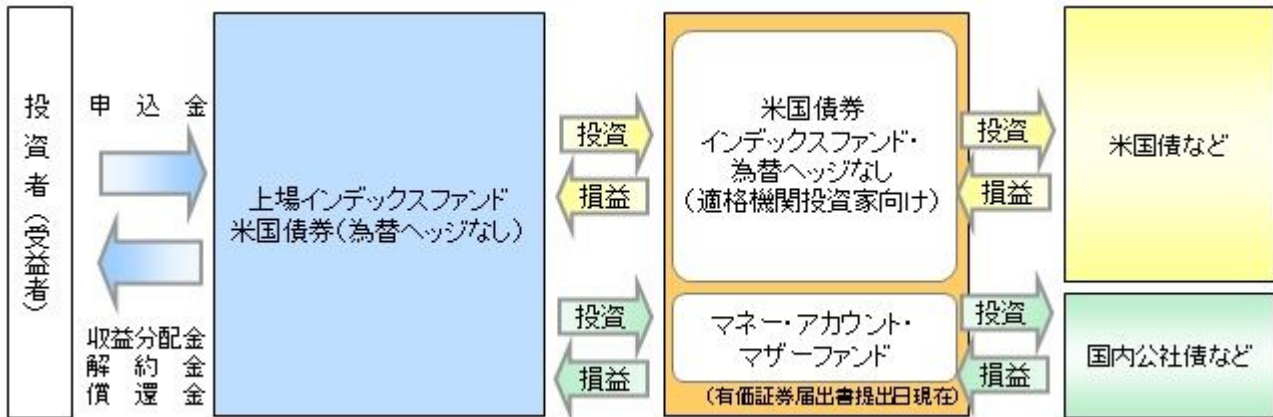 投資者(受益者)
申込金
収益分配金
解約金
償還金
上場インデックスファンド
米国債券(為替ヘッジなし)
投資
損益
投資
損益
米国債券
インデックスファンド・
為替ヘッジなし
(適格機関投資家向け)
マネー・アカウント・
マザーファンド
(有価証券届出書提出日現在)
投資
損益
投資
損益
米国債など
国内公社債など